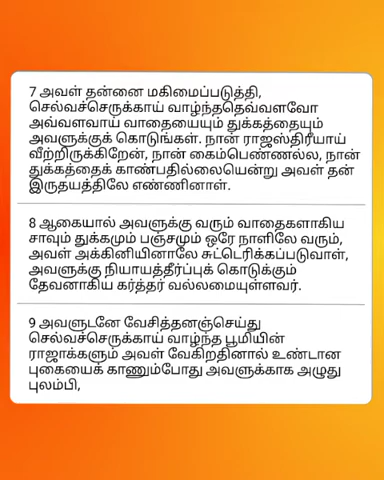 7 அவள் தன்னை மகிமைப்படுத்தி,
செல்வச்செருக்காய் வாழ்ந்ததெவ்வளவோ
அவ்வளவாய் வாதையையும் துக்கத்தையும்
அவளுக்குக் கொடுங்கள். நான் ராஜஸ்திரீயாய்
வீற்றிருக்கிறேன், நான் கைம்பெண்ணல்ல, நான்
துக்கத்தைக் காண்பதில்லையென்று அவள் தன்
இருதயத்திலே எண்ணினாள்.
8 ஆகையால் அவளுக்கு வரும் வாதைகளாகிய
சாவும் துக்கமும் பஞ்சமும் ஒரே நாளிலே வரும்,
அவள் அக்கினியினாலே சுட்டெரிக்கப்படுவாள்,
அவளுக்கு நியாயத்தீர்ப்புக் கொடுக்கும்
தேவனாகிய கர்த்தர் வல்லமையுள்ளவர்.
9 அவளுடனே வேசித்தனஞ்செய்து
செல்வச்செருக்காய் வாழ்ந்த பூமியின்
ராஜாக்களும் அவள் வேகிறதினால் உண்டான
புகையைக் காணும்போது அவளுக்காக அழுது
புலம்பி,